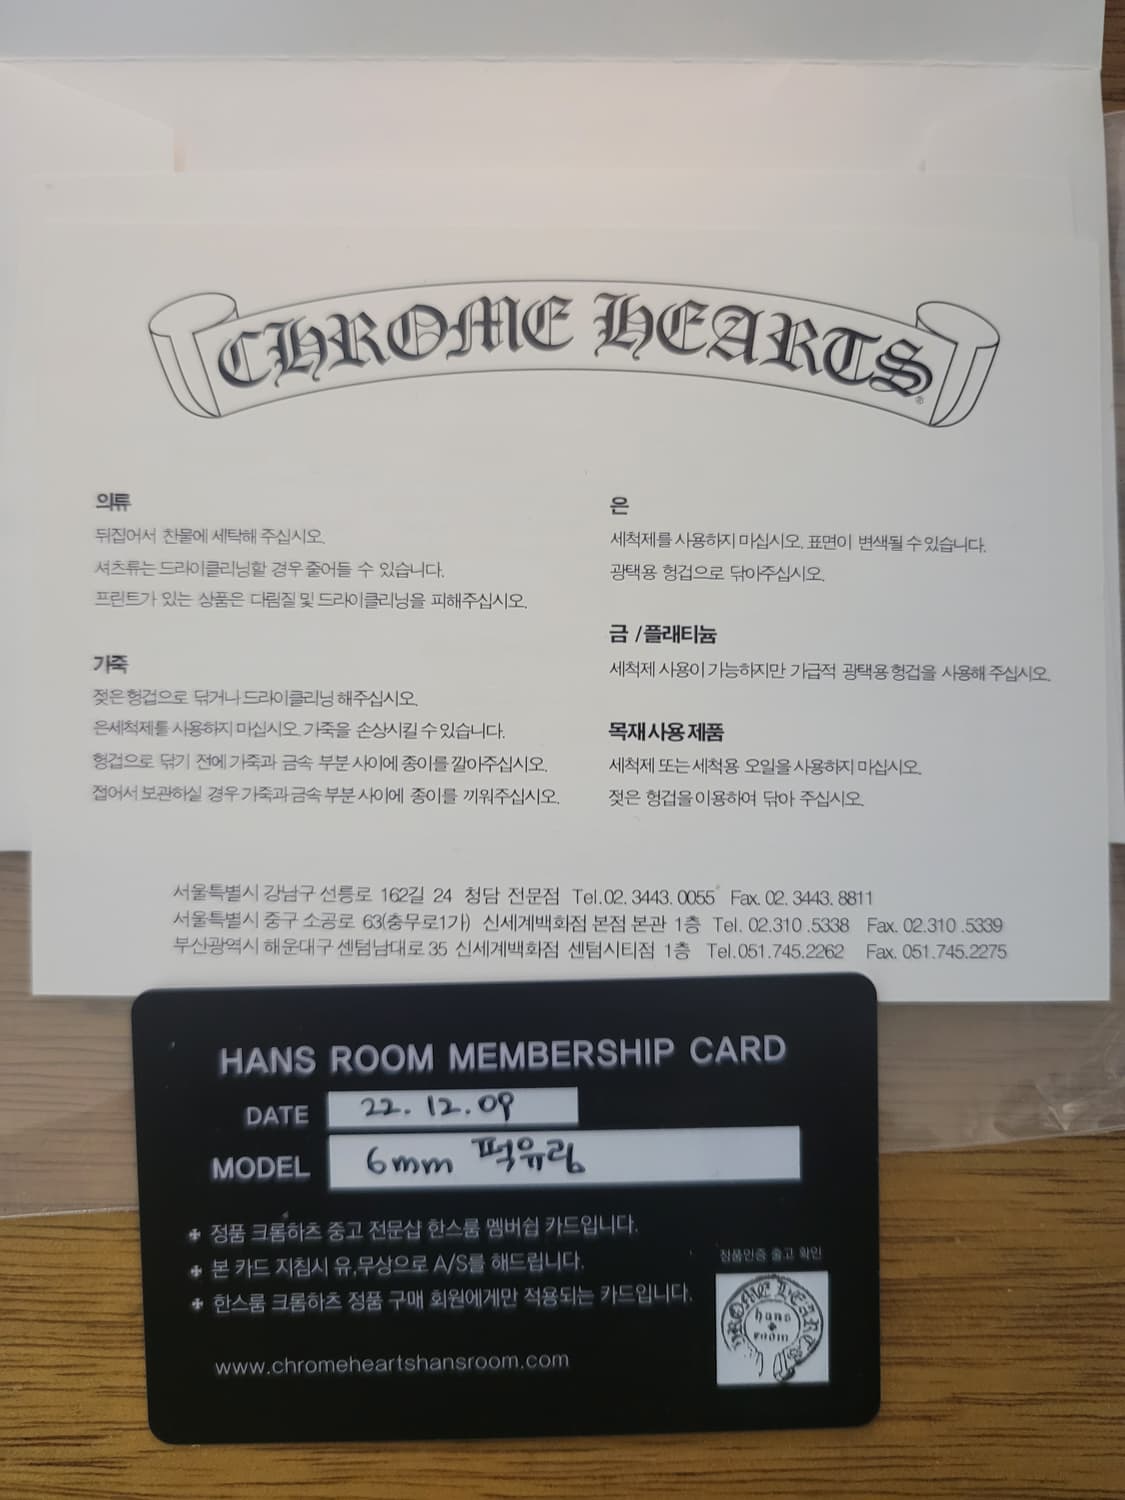 CHROME HEARTS
®
의류
뒤집어서 찬물에 세탁해 주십시오.
셔츠류는 드라이클리닝할 경우 줄어들 수 있습니다.
프린트가 있는 상품은 다림질 및 드라이클리닝을 피해주십시오.
가죽
젖은 헝겊으로 닦거나 드라이클리닝 해주십시오.
은세척제를 사용하지 마십시오. 가죽을 손상시킬 수 있습니다.
헝겊으로 닦기 전에 가죽과 금속 부분 사이에 종이를 깔아주십시오.
접어서 보관하실 경우 가죽과 금속 부분 사이에 종이를 끼워주십시오.
은
세척제를 사용하지 마십시오. 표면이 변색될 수 있습니다.
광택용 헝겊으로 닦아주십시오.
금 /플래티늄
세척제 사용이 가능하지만 가급적 광택용 헝겊을 사용해 주십시오.
목재 사용 제품
세척제 또는 세척용 오일을 사용하지 마십시오.
젖은 헝겊을 이용하여 닦아 주십시오.
서울특별시 강남구 선릉로 162길 24 청담 전문점 Tel.02. 3443. 0055 Fax. 02. 3443. 8811
서울특별시 중구 소공로 63(충무로1가) 신세계백화점 본점 본관 1층 Tel. 02.310 .5338 Fax. 02.310 .5339
부산광역시 해운대구 센텀남대로 35 신세계백화점 센텀시티점 1층 Tel.051.745.2262 Fax. 051.745.2275
HANS ROOM MEMBERSHIP CARD
DATE 22.12.09
MODEL 6mm 퍽유링
정품 크롬하츠 중고 전문샵 한스룸 멤버쉽 카드입니다.
본 카드 지침시 유,무상으로 A/S를 해드립니다.
한스룸 크롬하츠 정품 구매 회원에게만 적용되는 카드입니다.
www.chromeheartshansroom.com
정품인증 출고 확인
CHROME HEARTS
hans
room